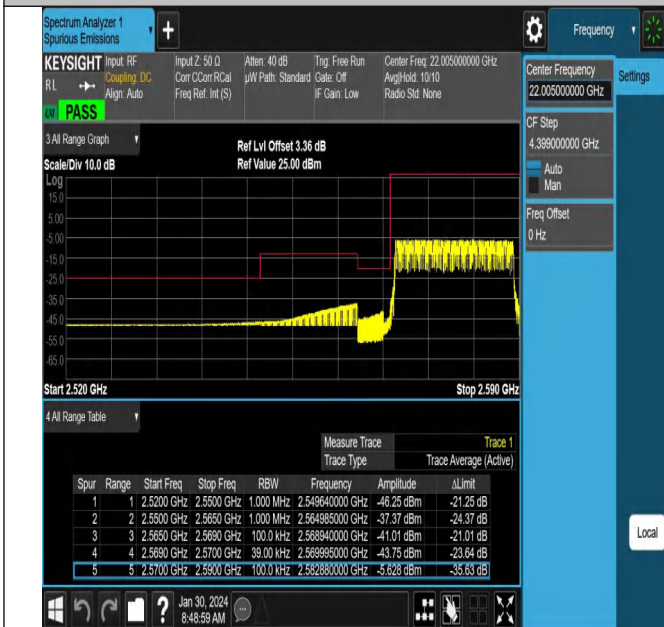 Spectrum Analyzer 1
Spurious Emissions
Frequency
KEYSIGHT
Input: RF
Coupling: DC
Align: Auto
Input Z: 50 Ω
Corr CCorr RCal
Freq Ref: Int (S)
Atten: 40 dB
µW Path: Standard
Trig: Free Run
Gate: Off
IF Gain: Low
Center Freq: 22.005000000 GHz
Avg|Hold: 10/10
Radio Std: None
RL
PASS
Center Frequency
22.005000000 GHz
Settings
CF Step
4.399000000 GHz
Auto
Man
Freq Offset
0 Hz
3 All Range Graph
Scale/Div 10.0 dB
Ref Lvl Offset 3.36 dB
Ref Value 25.00 dBm
Log
15.0
5.00
-5.00
-15.0
-25.0
-35.0
-45.0
-55.0
-65.0
Start 2.520 GHz
Stop 2.590 GHz
4 All Range Table
Measure Trace Trace 1
Trace Type Trace Average (Active)
Spur Range Start Freq Stop Freq RBW Frequency Amplitude ΔLimit
1 1 2.5200 GHz 2.5500 GHz 1.000 MHz 2.549640000 GHz -46.25 dBm -21.25 dB
2 2 2.5500 GHz 2.5650 GHz 1.000 MHz 2.564985000 GHz -37.37 dBm -24.37 dB
3 3 2.5650 GHz 2.5690 GHz 100.0 kHz 2.568940000 GHz -41.01 dBm -21.01 dB
4 4 2.5690 GHz 2.5700 GHz 39.00 kHz 2.569995000 GHz -43.75 dBm -23.64 dB
5 5 2.5700 GHz 2.5900 GHz 100.0 kHz 2.582880000 GHz -5.628 dBm -35.63 dB
Local
Jan 30, 2024
8:48:59 AM